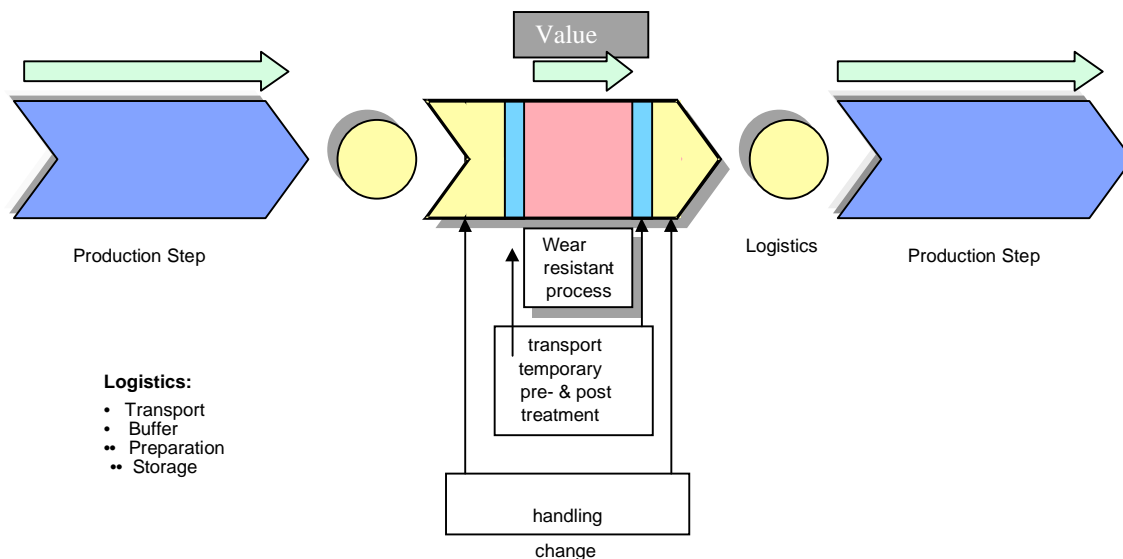 Value
Production Step
Wear
resistant
process
Logistics
Production Step
transport
temporary
pre- & post
treatment
Logistics:
• Transport
• Buffer
•• Preparation
•• Storage
handling
change